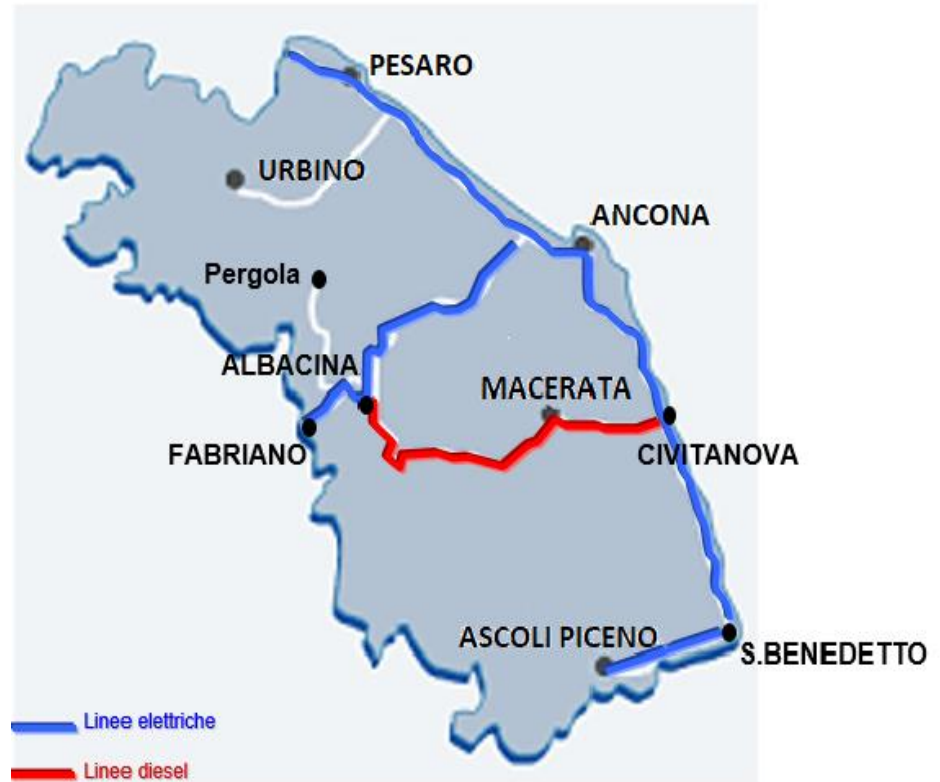 PESARO
URBINO
ANCONA
Pergola
ALBACINA
MACERATA
FABRIANO
CIVITANOVA
ASCOLI PICENO
S.BENEDETTO
Linee elettriche
Linee diesel